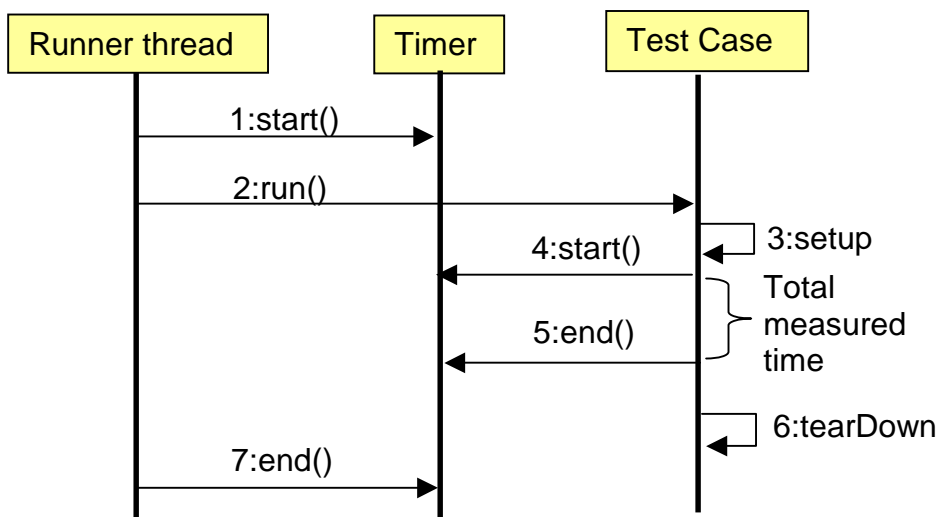 Runner thread
Timer
Test Case
1:start()
2:run()
3:setup
4:start()
Total
measured
time
5:end()
6:tearDown
7:end()